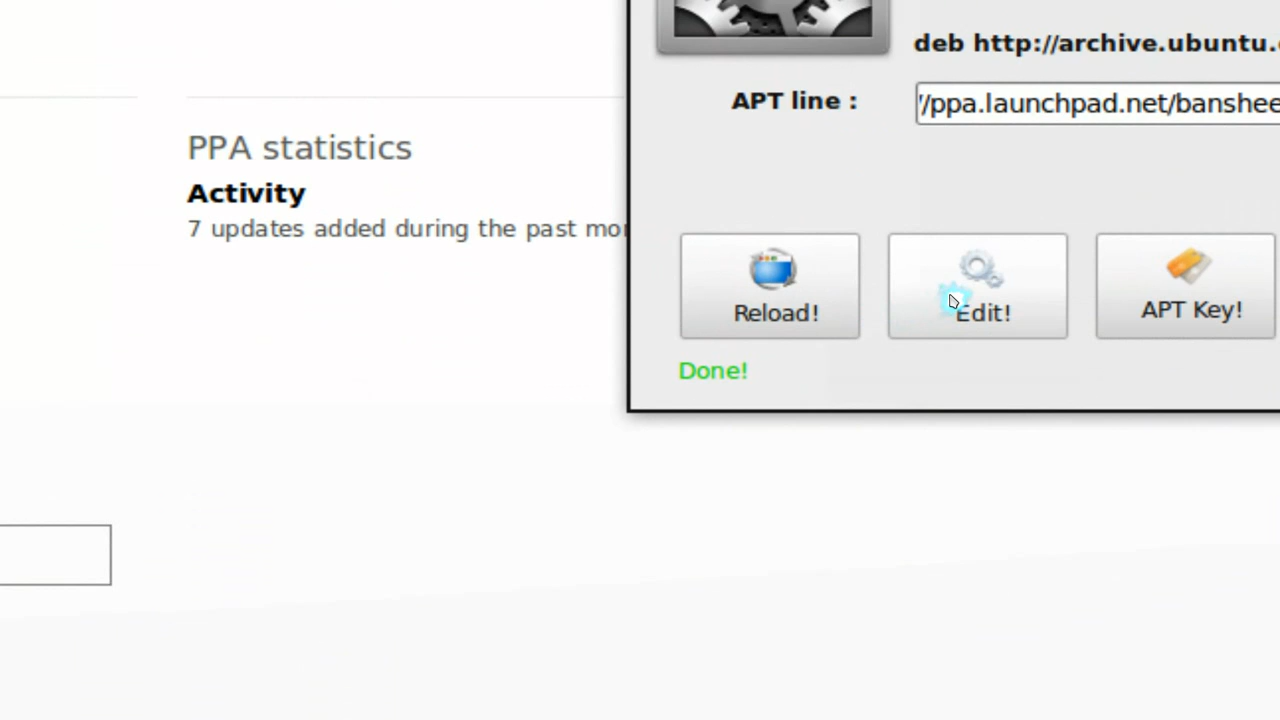 deb http://archive.ubuntu.
APT line :
//ppa.launchpad.net/banshee
PPA statistics
Activity
7 updates added during the past mo
Reload!
Edit!
APT Key!
Done!